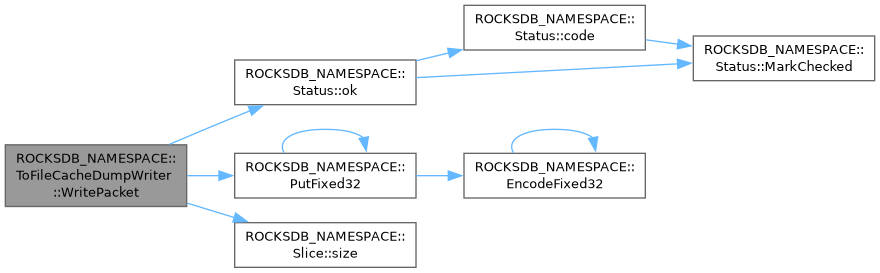 ROCKSDB_NAMESPACE::
ToFileCacheDumpWriter
::WritePacket
ROCKSDB_NAMESPACE::
Status::ok
ROCKSDB_NAMESPACE::
Status::code
ROCKSDB_NAMESPACE::
Status::MarkChecked
ROCKSDB_NAMESPACE::
PutFixed32
ROCKSDB_NAMESPACE::
EncodeFixed32
ROCKSDB_NAMESPACE::
Slice::size